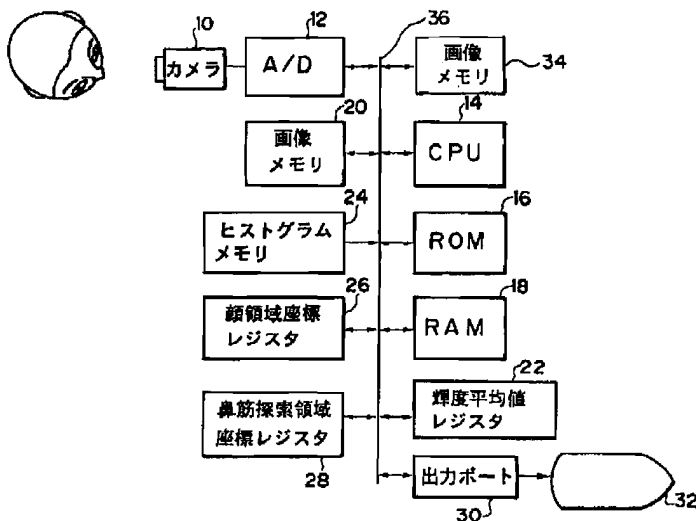 10
カメラ
12
A/D
36
画像
メモリ
34
20
画像
メモリ
14
CPU
24
ヒストグラム
メモリ
16
ROM
26
顔領域座標
レジスタ
18
RAM
鼻筋探索領域
座標レジスタ
28
22
輝度平均値
レジスタ
出力ポート
30
32